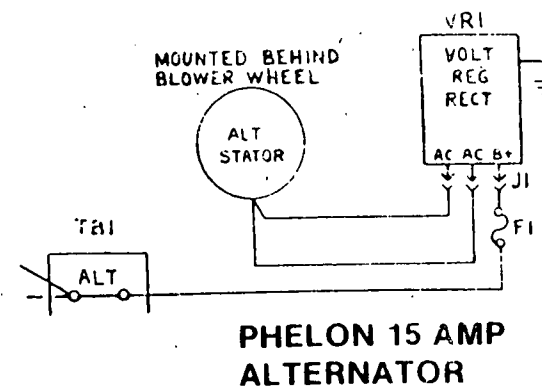 VR1
MOUNTED BEHIND
BLOWER WHEEL
VOLT
REG
RECT
ALT
STATOR
AC AC B+
J1
F1
TB1
ALT
PHELON 15 AMP
ALTERNATOR